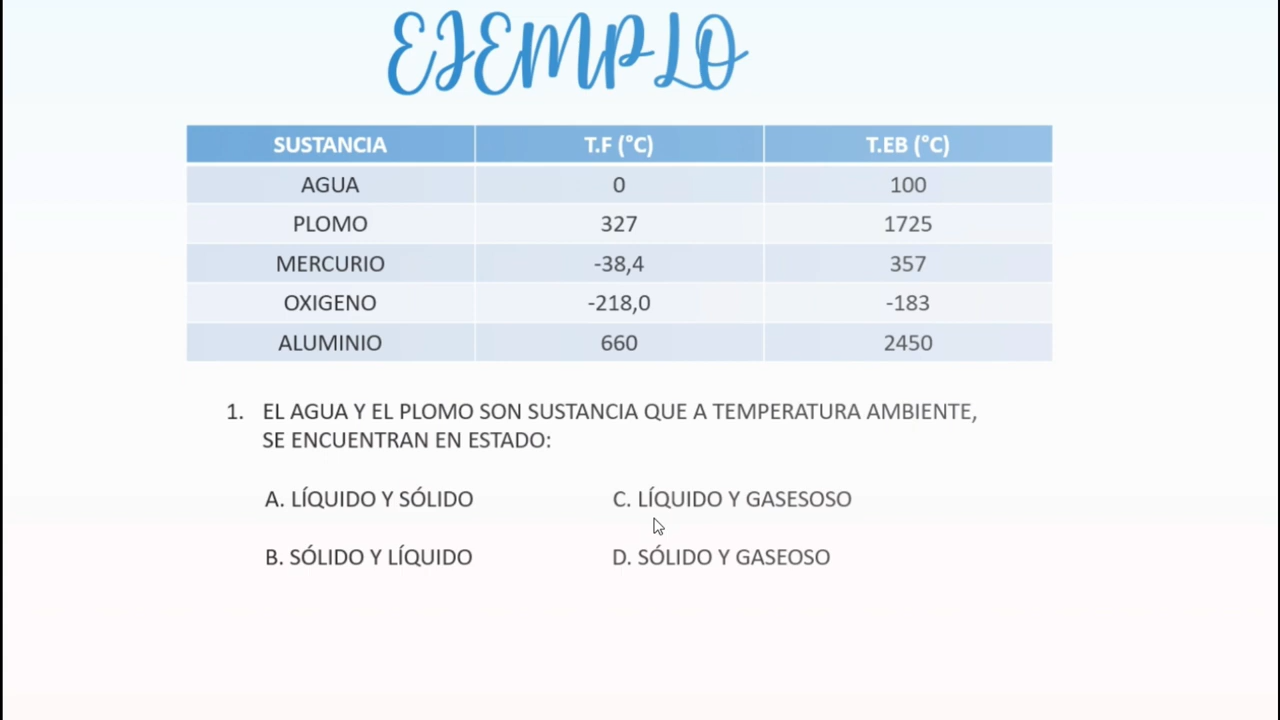 EJEMPLO
SUSTANCIA T.F (°C) T.EB (°C)
AGUA 0 100
PLOMO 327 1725
MERCURIO -38,4 357
OXIGENO -218,0 -183
ALUMINIO 660 2450
1. EL AGUA Y EL PLOMO SON SUSTANCIA QUE A TEMPERATURA AMBIENTE,
SE ENCUENTRAN EN ESTADO:
A. LÍQUIDO Y SÓLIDO C. LÍQUIDO Y GASESOSO
B. SÓLIDO Y LÍQUIDO D. SÓLIDO Y GASEOSO